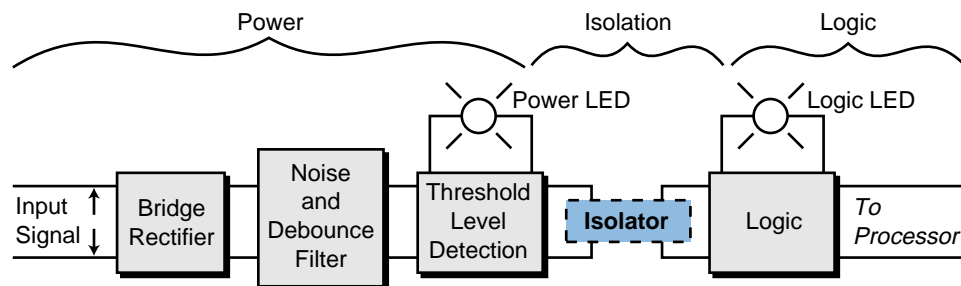 Power
Isolation
Logic
Power LED
Logic LED
Input
Signal
Bridge
Rectifier
Noise
and
Debounce
Filter
Threshold
Level
Detection
Isolator
Logic
To
Processor